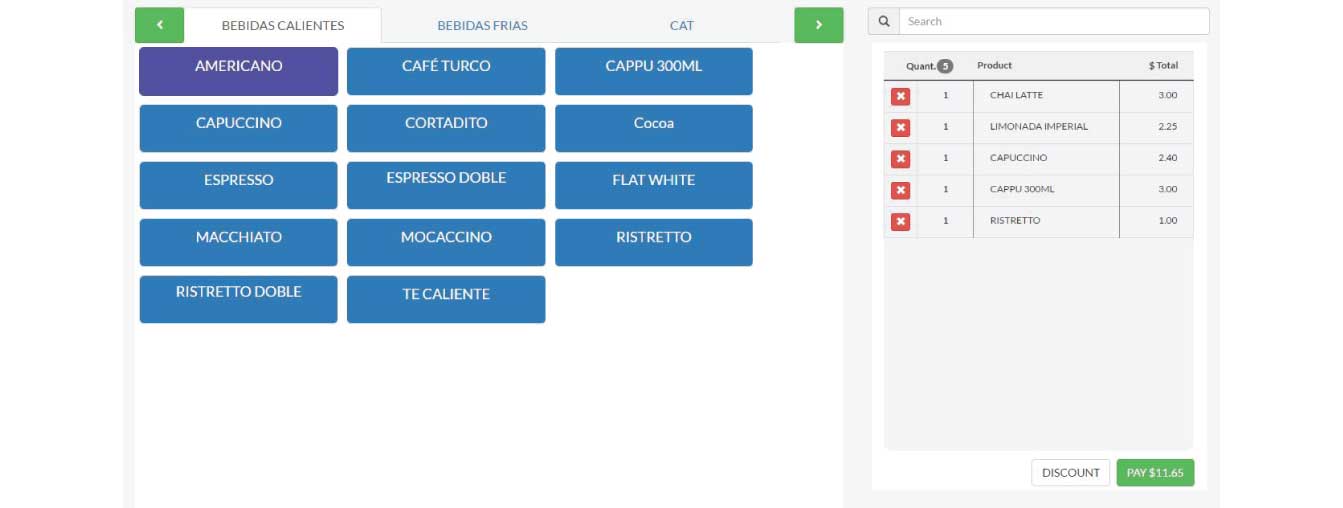 BEBIDAS CALIENTES BEBIDAS FRIAS CAT
AMERICANO CAFÉ TURCO CAPPU 300ML
CAPUCCINO CORTADITO Cocoa
ESPRESSO ESPRESSO DOBLE FLAT WHITE
MACCHIATO MOCACCINO RISTRETTO
RISTRETTO DOBLE TE CALIENTE
Search
Quant. 5 Product $ Total
1 CHAI LATTE 3.00
1 LIMONADA IMPERIAL 2.25
1 CAPUCCINO 2.40
1 CAPPU 300ML 3.00
1 RISTRETTO 1.00
DISCOUNT PAY $11.65